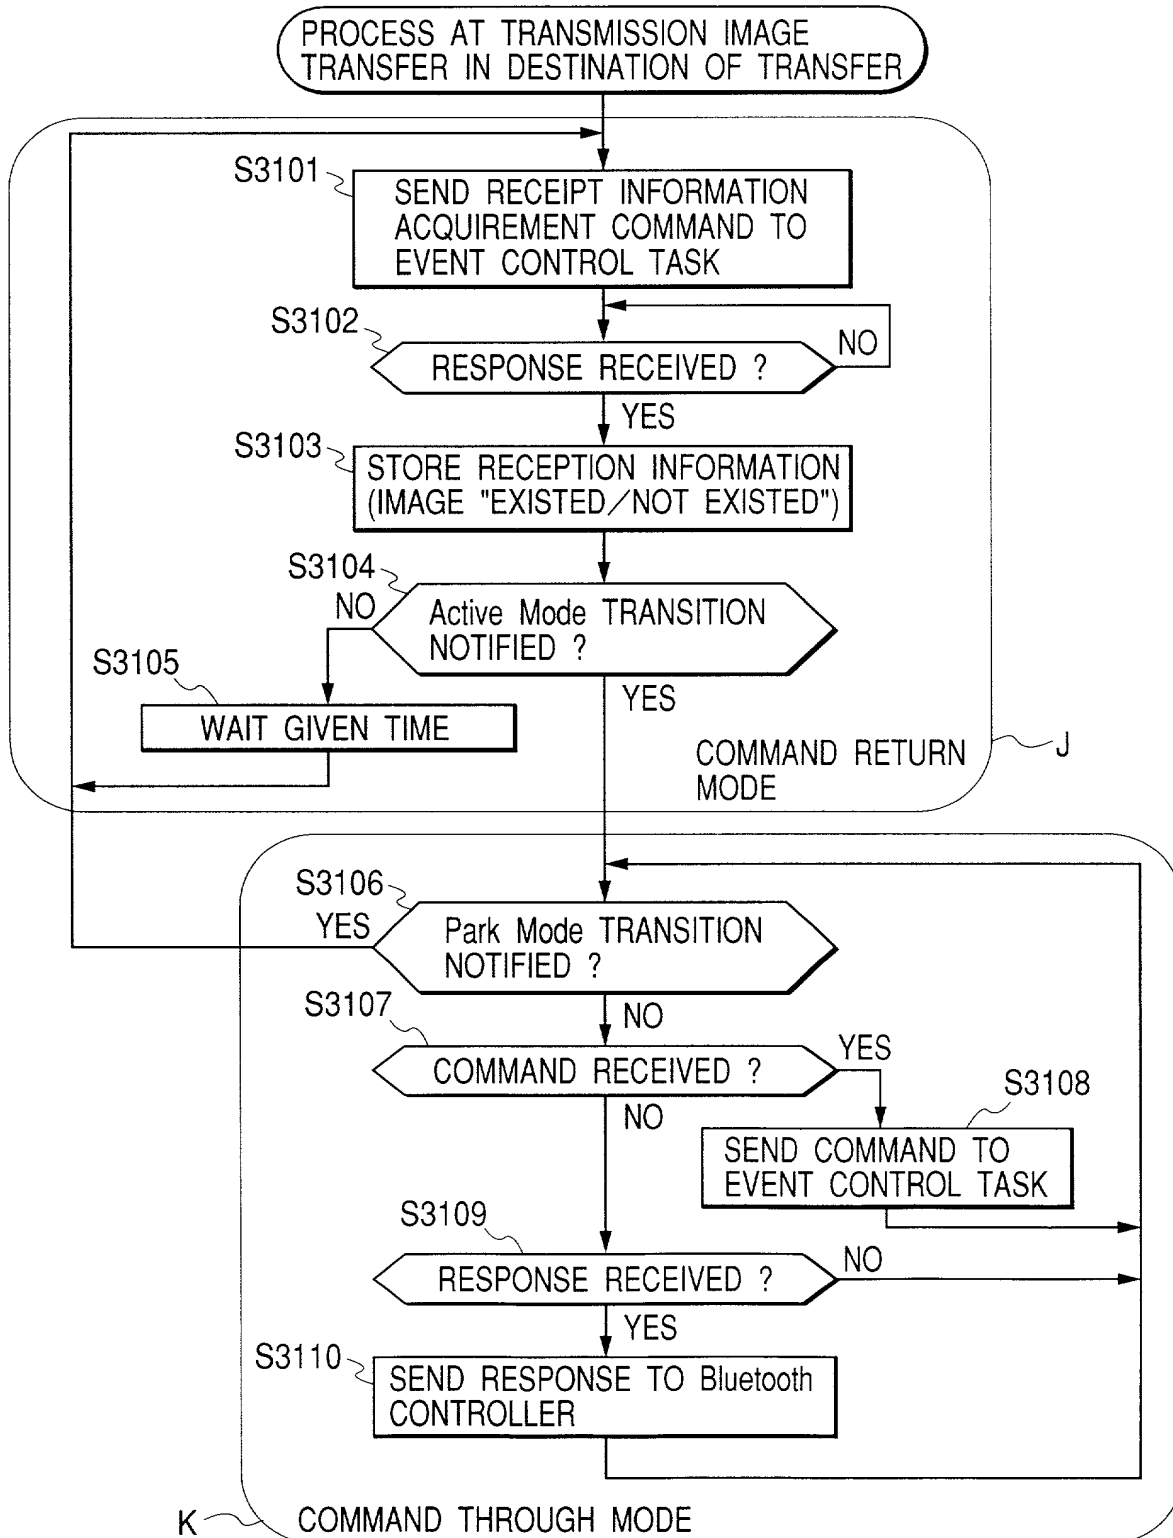 PROCESS AT TRANSMISSION IMAGE
TRANSFER IN DESTINATION OF TRANSFER
S3101
SEND RECEIPT INFORMATION
ACQUIREMENT COMMAND TO
EVENT CONTROL TASK
S3102
RESPONSE RECEIVED ?
NO
YES
S3103
STORE RECEPTION INFORMATION
(IMAGE "EXISTED/NOT EXISTED")
S3104
NO
Active Mode TRANSITION
NOTIFIED ?
S3105
YES
WAIT GIVEN TIME
COMMAND RETURN
MODE
J
S3106
YES
Park Mode TRANSITION
NOTIFIED ?
NO
S3107
COMMAND RECEIVED ?
YES
NO
S3108
SEND COMMAND TO
EVENT CONTROL TASK
S3109
RESPONSE RECEIVED ?
NO
YES
S3110
SEND RESPONSE TO Bluetooth
CONTROLLER
K
COMMAND THROUGH MODE